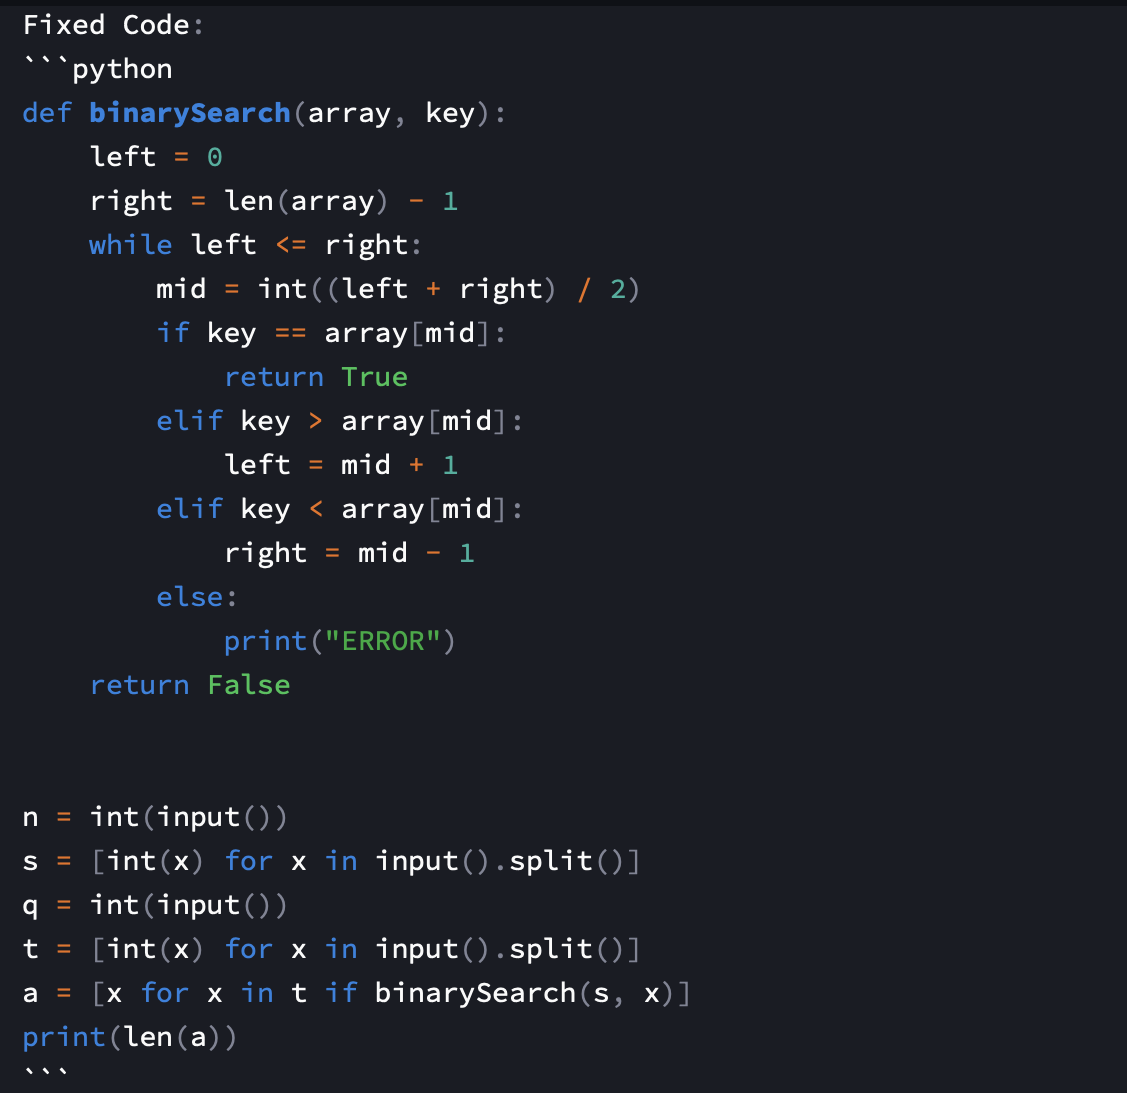 Fixed Code:
```python
def binarySearch(array, key):
    left = 0
    right = len(array) - 1
    while left <= right:
        mid = int((left + right) / 2)
        if key == array[mid]:
            return True
        elif key > array[mid]:
            left = mid + 1
        elif key < array[mid]:
            right = mid - 1
        else:
            print("ERROR")
    return False


n = int(input())
s = [int(x) for x in input().split()]
q = int(input())
t = [int(x) for x in input().split()]
a = [x for x in t if binarySearch(s, x)]
print(len(a))
```